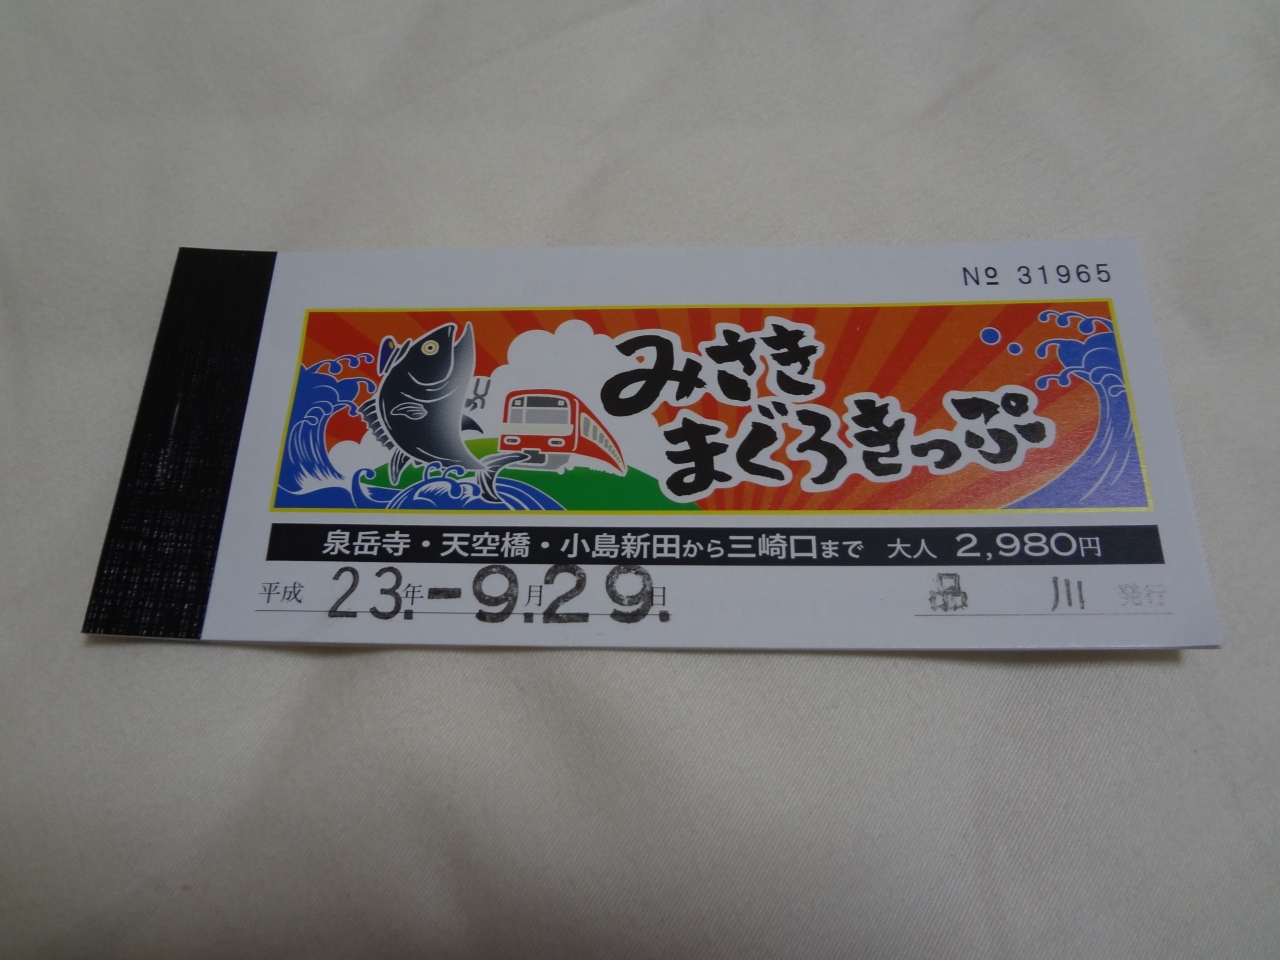 № 31965
みさき
まぐろきっぷ
泉岳寺・天空橋・小島新田から三崎口まで 大人 2,980円
平成 23年-9月29日. 品川 発行